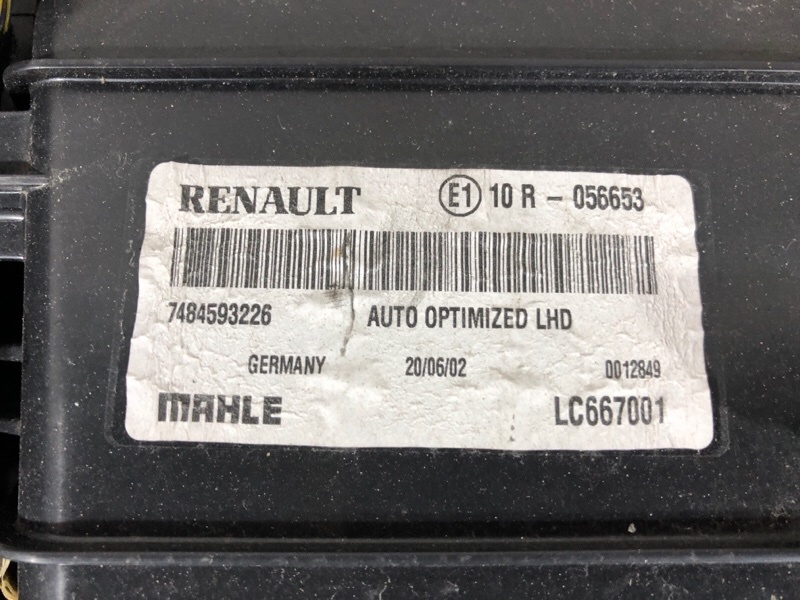 RENAULT E1 10 R - 056653
7484593226 AUTO OPTIMIZED LHD
GERMANY 20/06/02 0012849
MAHLE LC667001